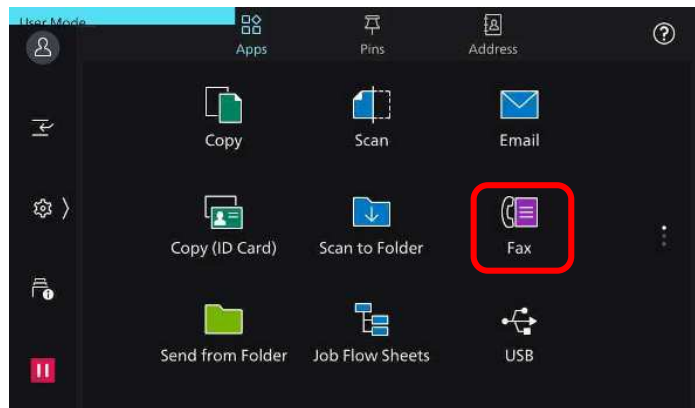 User Mode
Apps
Pins
Address
Copy
Scan
Email
Copy (ID Card)
Scan to Folder
Fax
Send from Folder
Job Flow Sheets
USB